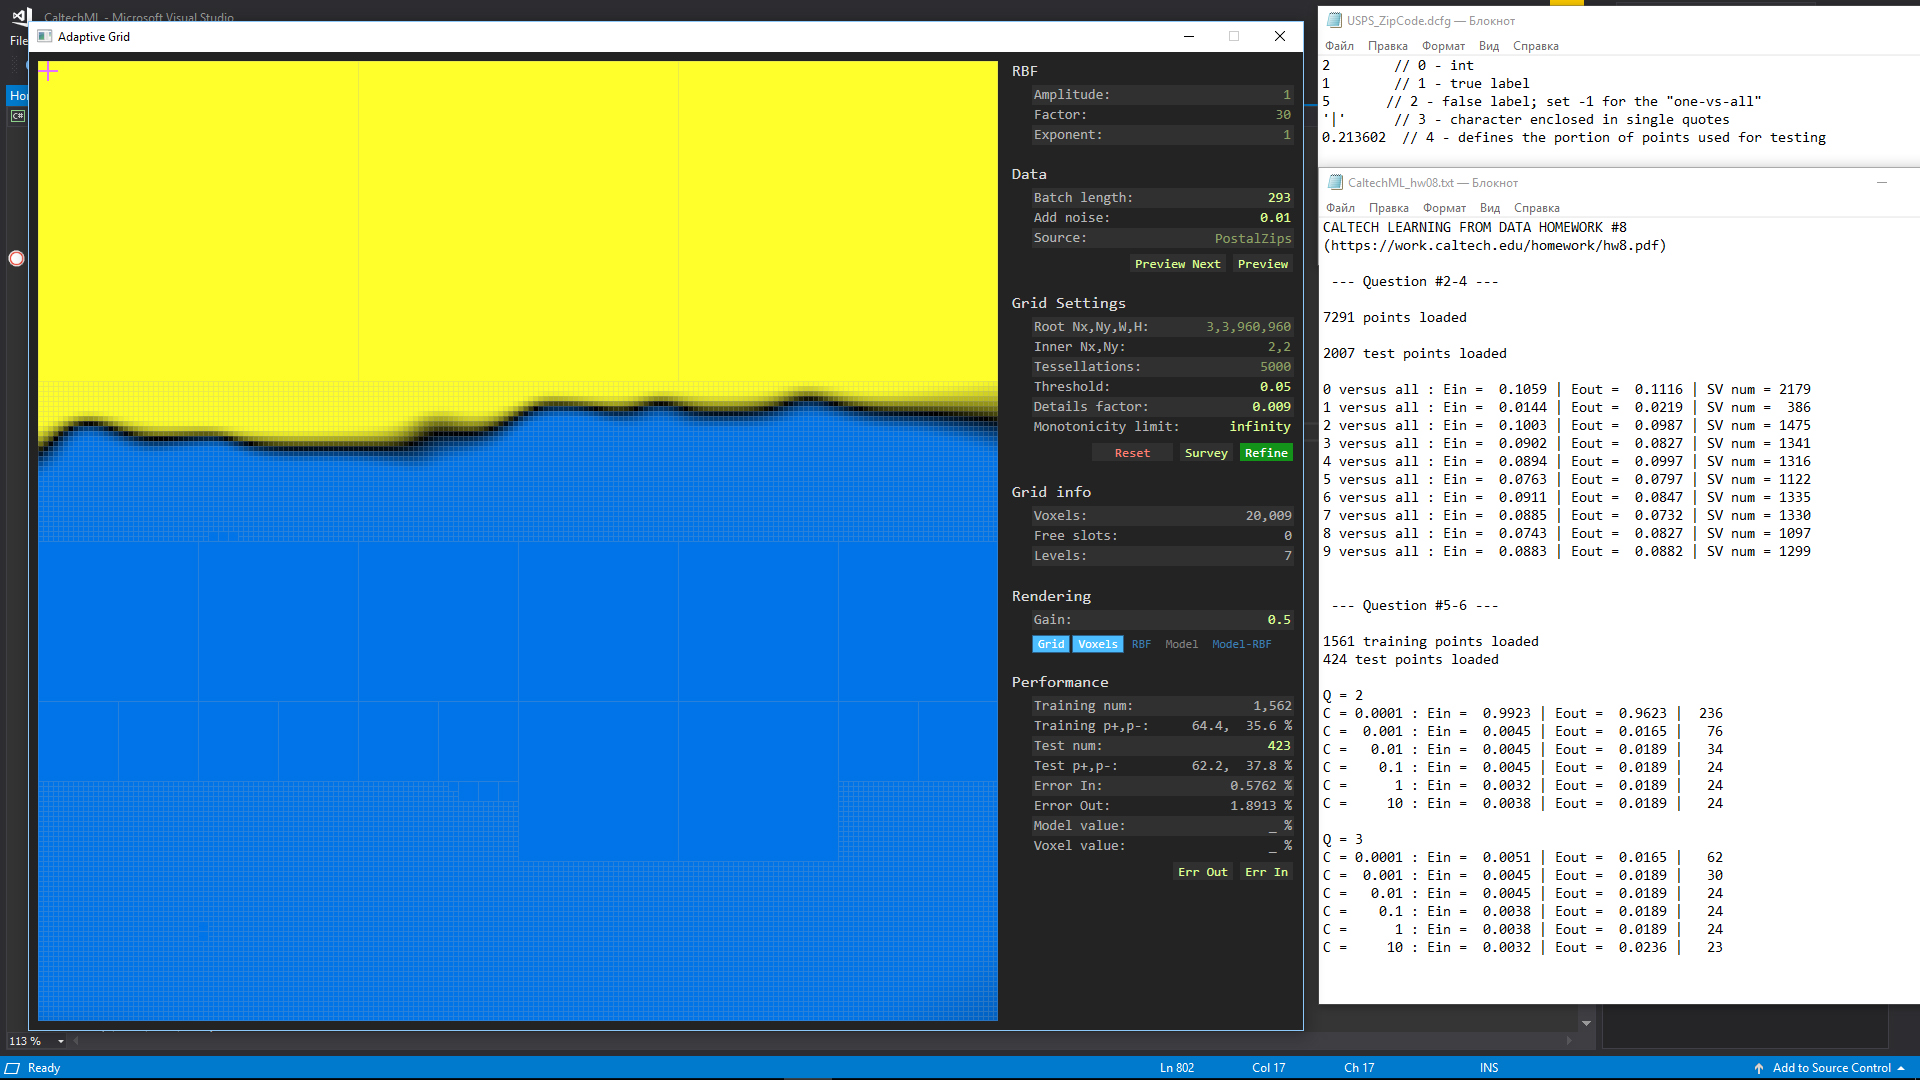 CaltechML - Microsoft Visual Studio
File
Adaptive Grid
RBF
Amplitude: 1
Factor: 30
Exponent: 1
Data
Batch length: 293
Add noise: 0.01
Source: PostalZips
Preview Next Preview
Grid Settings
Root Nx,Ny,W,H: 3,3,960,960
Inner Nx,Ny: 2,2
Tessellations: 5000
Threshold: 0.05
Details factor: 0.009
Monotonicity limit: infinity
Reset Survey Refine
Grid info
Voxels: 20,009
Free slots: 0
Levels: 7
Rendering
Gain: 0.5
Grid Voxels RBF Model Model-RBF
Performance
Training num: 1,562
Training p+,p-: 64.4, 35.6 %
Test num: 423
Test p+,p-: 62.2, 37.8 %
Error In: 0.5762 %
Error Out: 1.8913 %
Model value: _ %
Voxel value: _ %
Err Out Err In
USPS_ZipCode.dcfg — Блокнот
Файл Правка Формат Вид Справка
2 // 0 - int
1 // 1 - true label
5 // 2 - false label; set -1 for the "one-vs-all"
'|' // 3 - character enclosed in single quotes
0.213602 // 4 - defines the portion of points used for testing
CaltechML_hw08.txt — Блокнот
Файл Правка Формат Вид Справка
CALTECH LEARNING FROM DATA HOMEWORK #8
(https://work.caltech.edu/homework/hw8.pdf)
--- Question #2-4 ---
7291 points loaded
2007 test points loaded
0 versus all : Ein = 0.1059 | Eout = 0.1116 | SV num = 2179
1 versus all : Ein = 0.0144 | Eout = 0.0219 | SV num = 386
2 versus all : Ein = 0.1003 | Eout = 0.0987 | SV num = 1475
3 versus all : Ein = 0.0902 | Eout = 0.0827 | SV num = 1341
4 versus all : Ein = 0.0894 | Eout = 0.0997 | SV num = 1316
5 versus all : Ein = 0.0763 | Eout = 0.0797 | SV num = 1122
6 versus all : Ein = 0.0911 | Eout = 0.0847 | SV num = 1335
7 versus all : Ein = 0.0885 | Eout = 0.0732 | SV num = 1330
8 versus all : Ein = 0.0743 | Eout = 0.0827 | SV num = 1097
9 versus all : Ein = 0.0883 | Eout = 0.0882 | SV num = 1299
--- Question #5-6 ---
1561 training points loaded
424 test points loaded
Q = 2
C = 0.0001 : Ein = 0.9923 | Eout = 0.9623 | 236
C = 0.001 : Ein = 0.0045 | Eout = 0.0165 | 76
C = 0.01 : Ein = 0.0045 | Eout = 0.0189 | 34
C = 0.1 : Ein = 0.0045 | Eout = 0.0189 | 24
C = 1 : Ein = 0.0032 | Eout = 0.0189 | 24
C = 10 : Ein = 0.0038 | Eout = 0.0189 | 24
Q = 3
C = 0.0001 : Ein = 0.0051 | Eout = 0.0165 | 62
C = 0.001 : Ein = 0.0045 | Eout = 0.0189 | 30
C = 0.01 : Ein = 0.0045 | Eout = 0.0189 | 24
C = 0.1 : Ein = 0.0038 | Eout = 0.0189 | 24
C = 1 : Ein = 0.0038 | Eout = 0.0189 | 24
C = 10 : Ein = 0.0032 | Eout = 0.0236 | 23
113 %
Ready Ln 802 Col 17 Ch 17 INS Add to Source Control